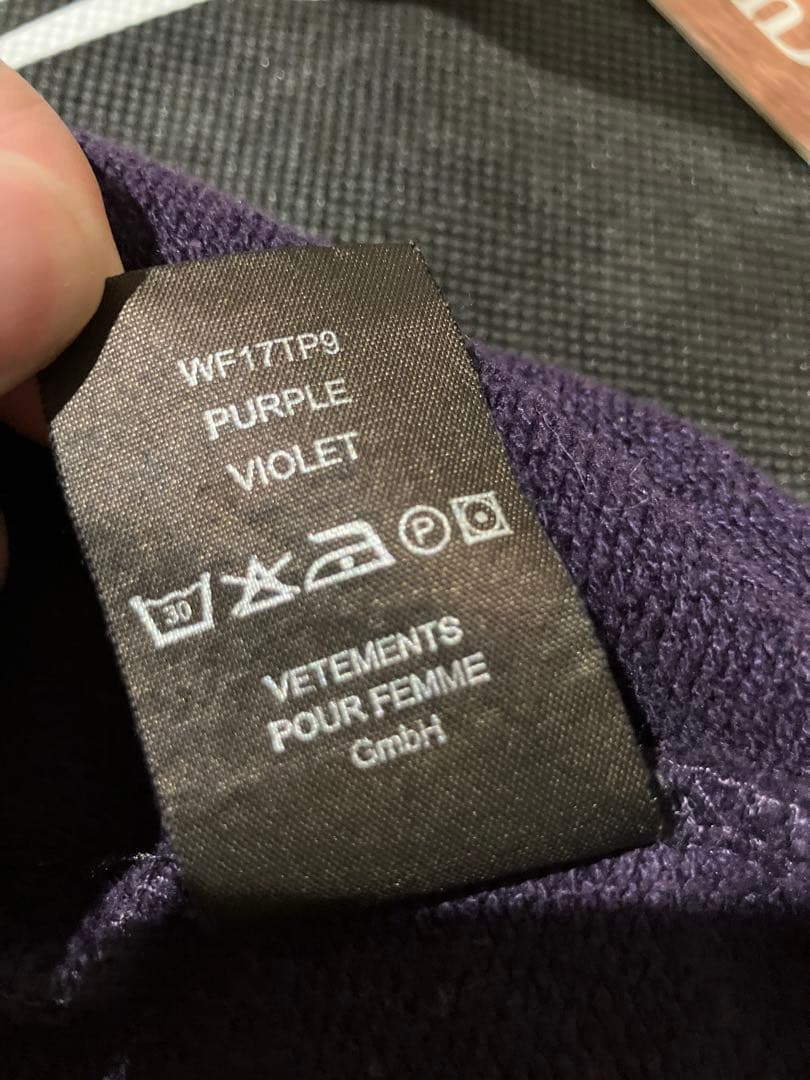 WF17TP9
PURPLE
VIOLET
30 P
VETEMENTS
POUR FEMME
GmbH